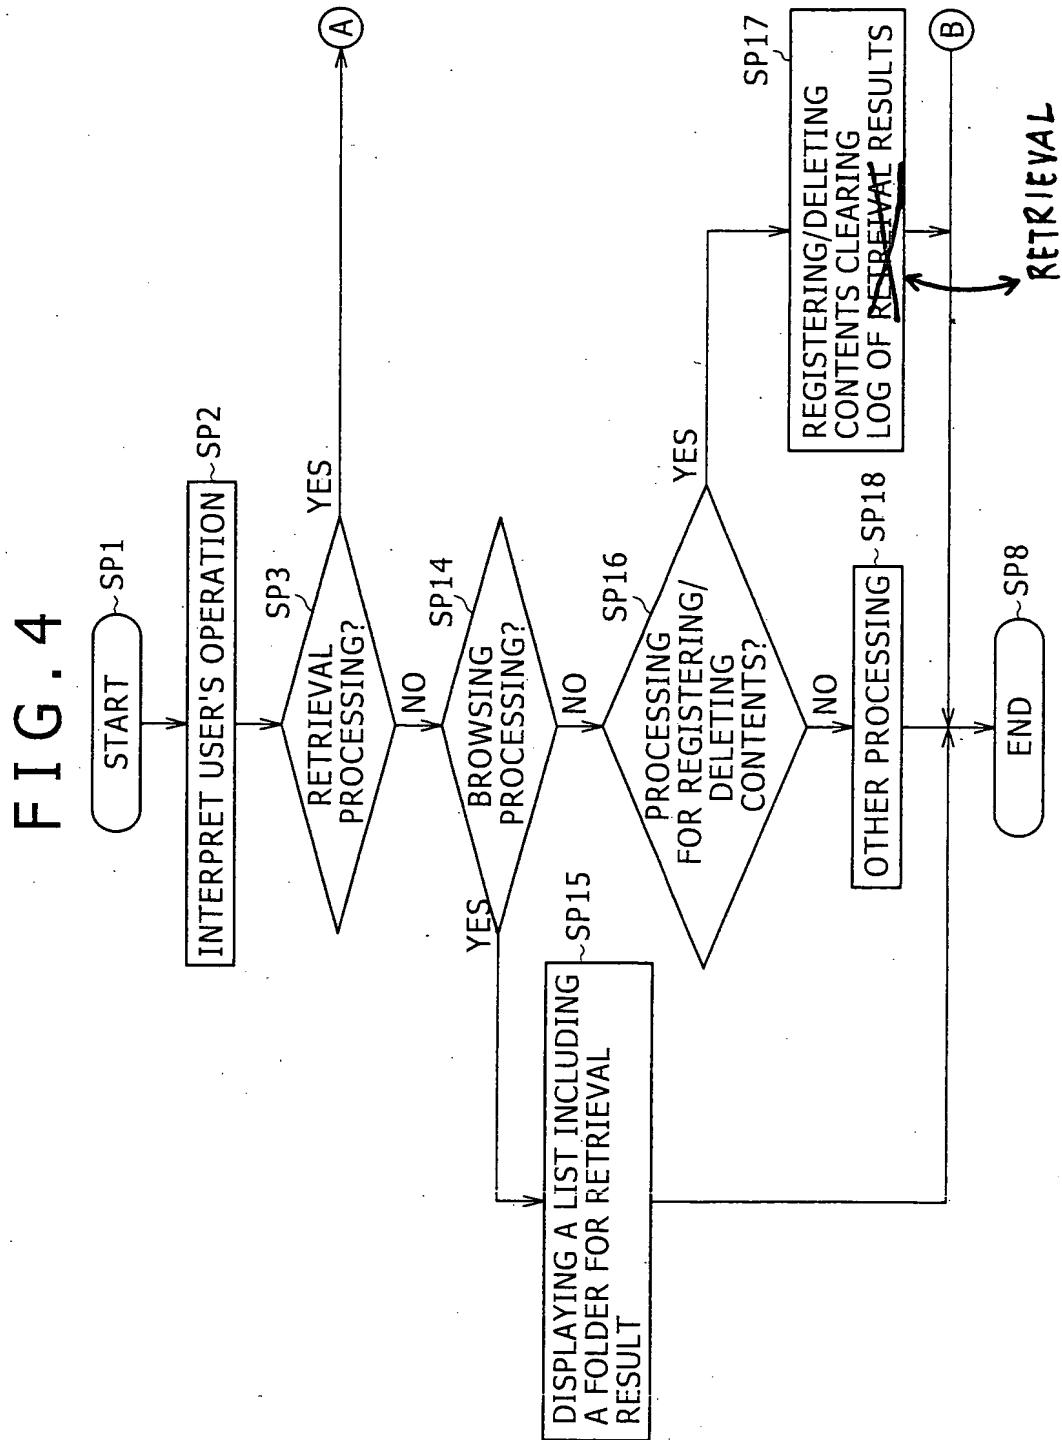 FIG. 4
START
SP1
INTERPRET USER'S OPERATION
SP2
SP3
RETRIEVAL
PROCESSING?
YES
A
NO
SP14
BROWSING
PROCESSING?
YES
SP15
DISPLAYING A LIST INCLUDING
A FOLDER FOR RETRIEVAL
RESULT
NO
SP16
PROCESSING
FOR REGISTERING/
DELETING
CONTENTS?
YES
SP17
REGISTERING/DELETING
CONTENTS CLEARING
LOG OF RETREIVAL RESULTS
RETRIEVAL
NO
OTHER PROCESSING
SP18
B
END
SP8